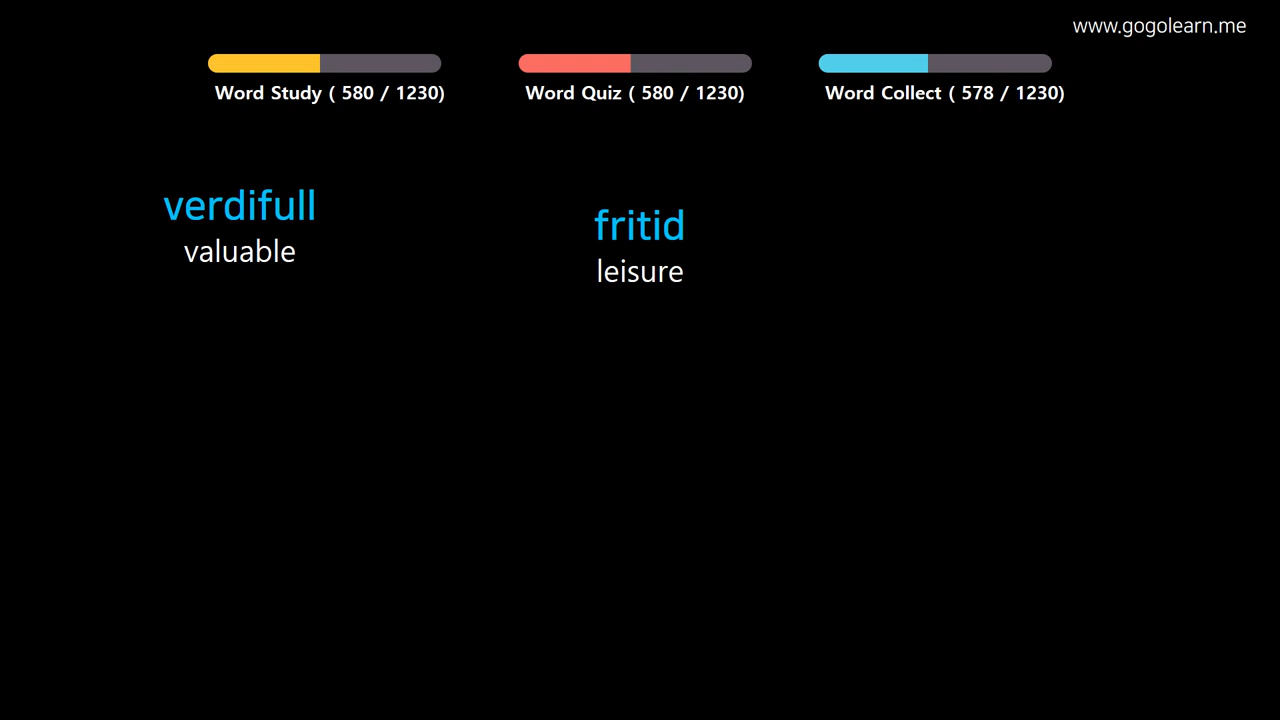 www.gogolearn.me
Word Study ( 580 / 1230)
Word Quiz ( 580 / 1230)
Word Collect ( 578 / 1230)
verdifull
valuable
fritid
leisure